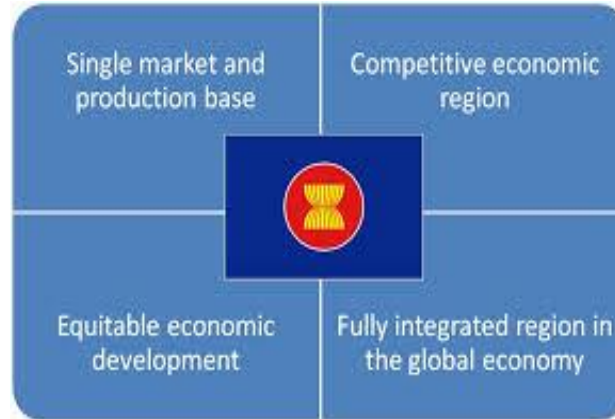 Single market and
production base
Competitive economic
region
Equitable economic
development
Fully integrated region in
the global economy